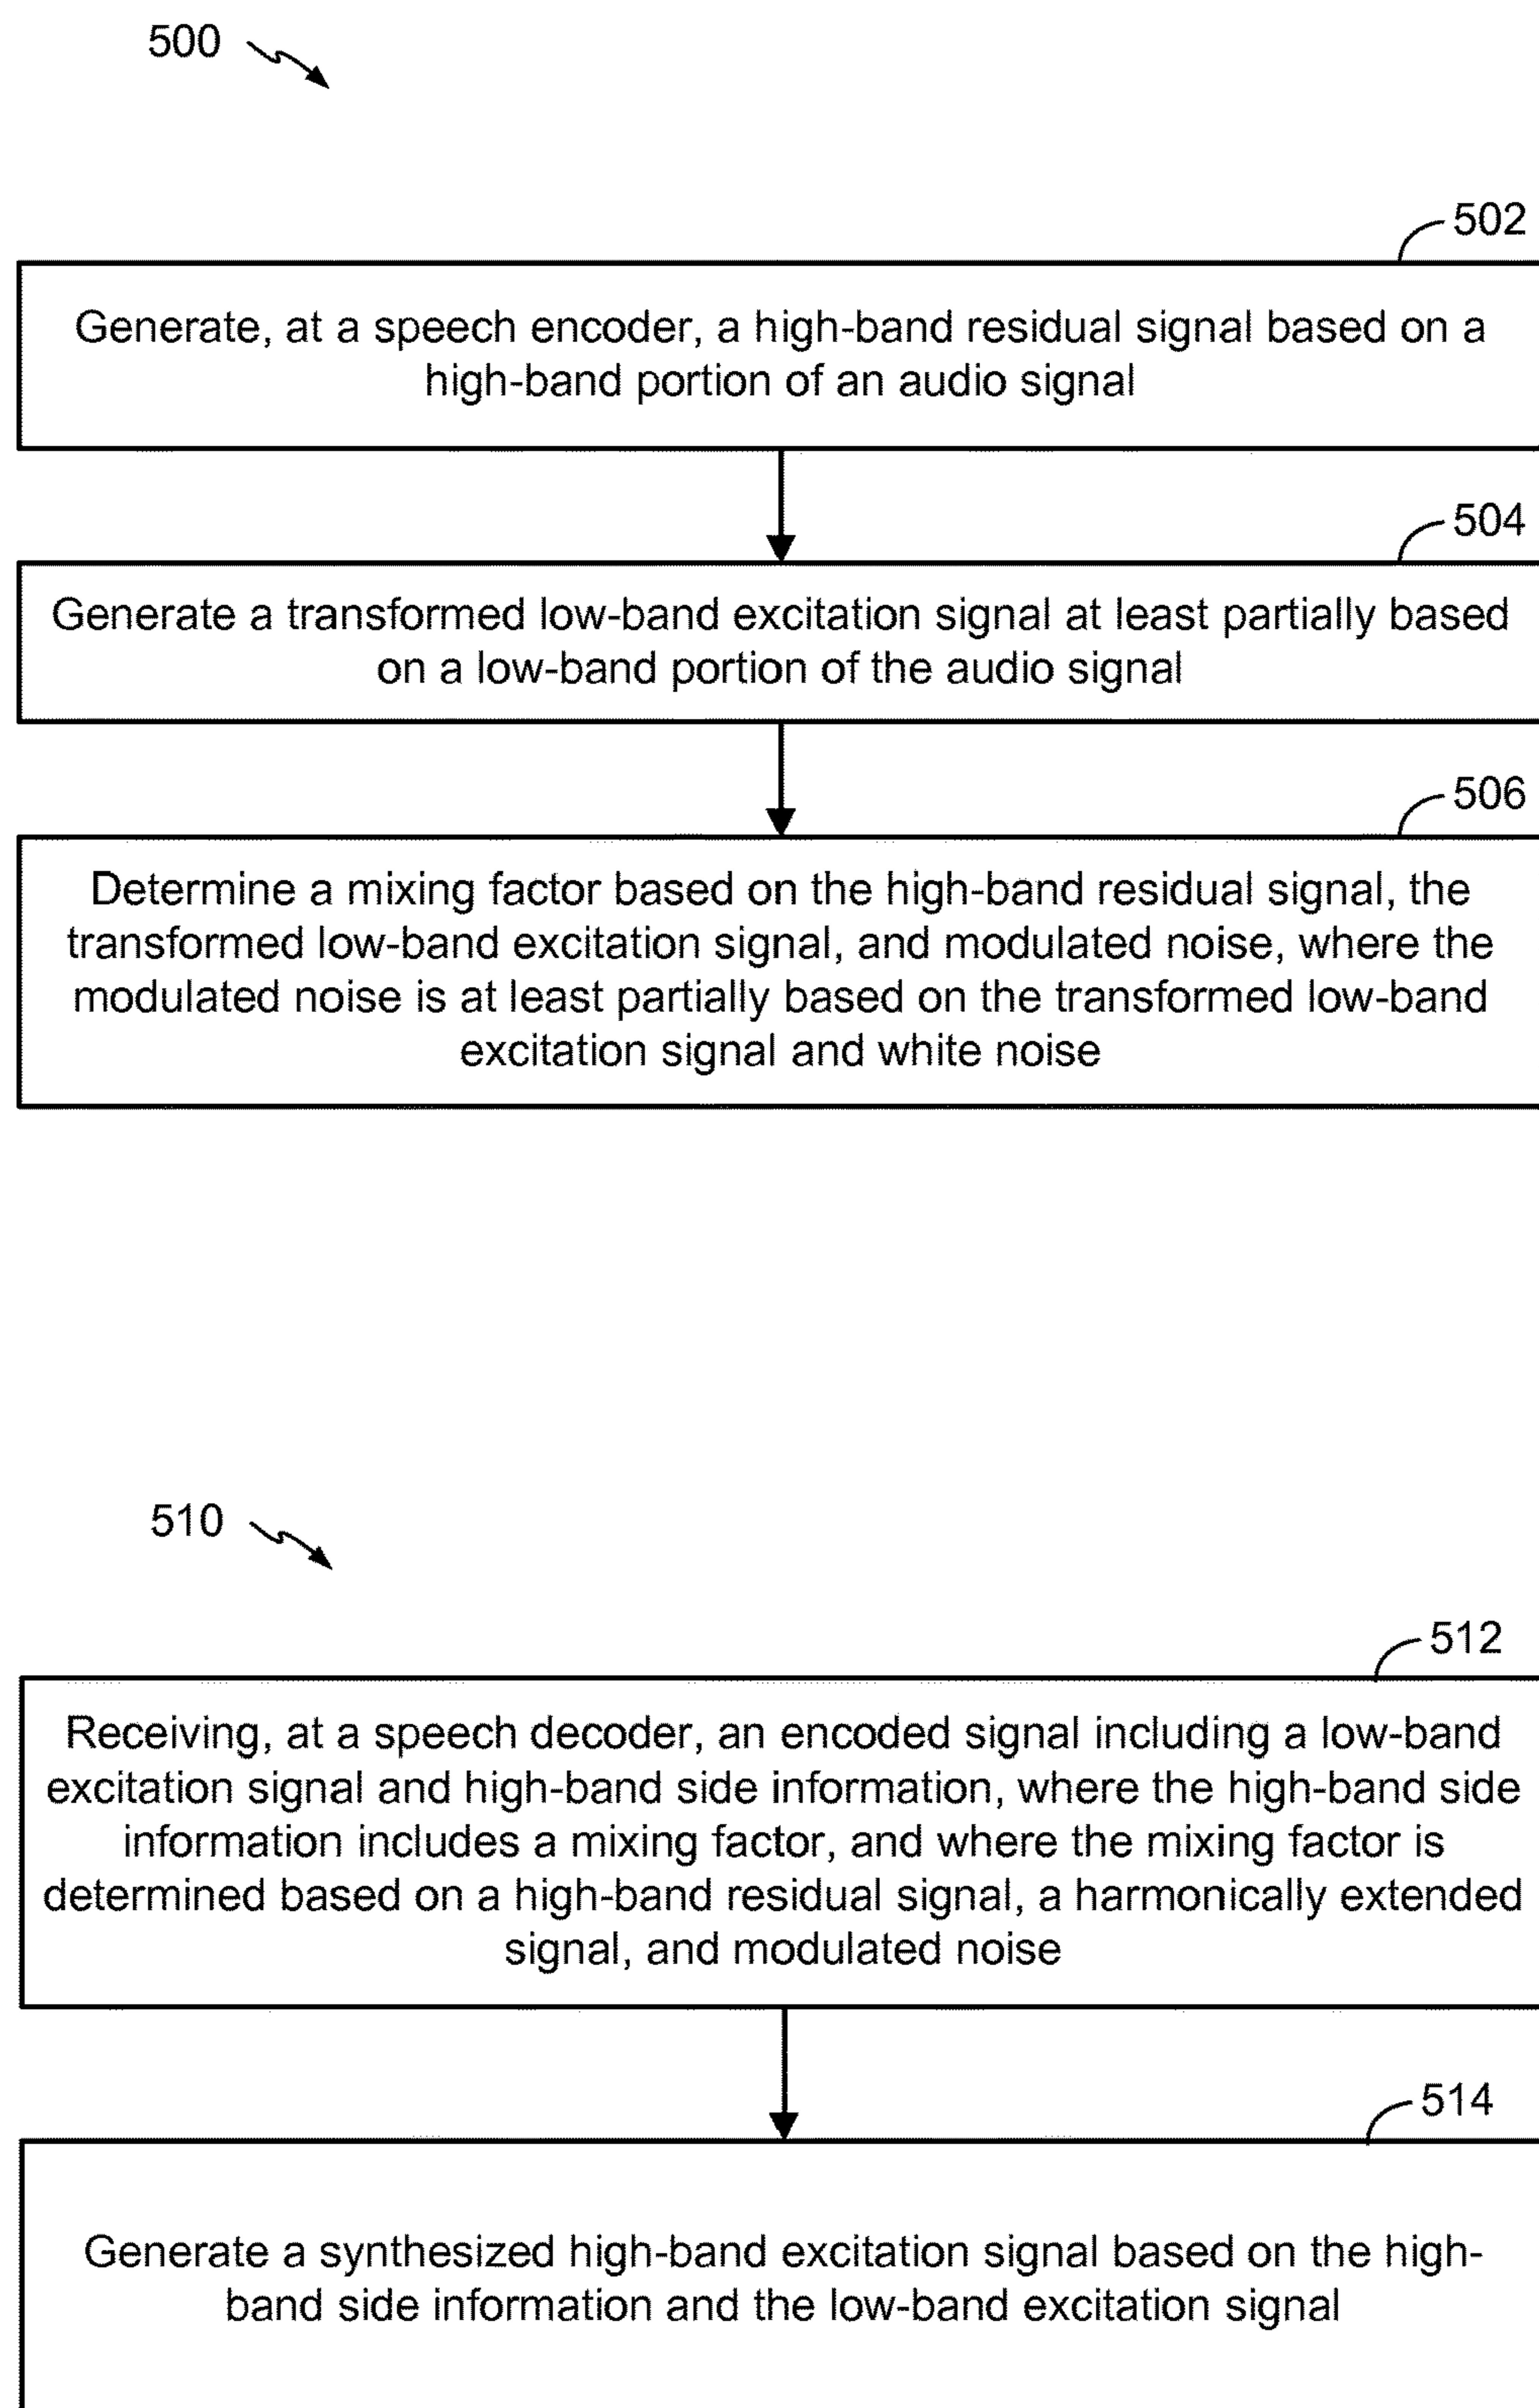 500
502
Generate, at a speech encoder, a high-band residual signal based on a
high-band portion of an audio signal
504
Generate a transformed low-band excitation signal at least partially based
on a low-band portion of the audio signal
506
Determine a mixing factor based on the high-band residual signal, the
transformed low-band excitation signal, and modulated noise, where the
modulated noise is at least partially based on the transformed low-band
excitation signal and white noise
510
512
Receiving, at a speech decoder, an encoded signal including a low-band
excitation signal and high-band side information, where the high-band side
information includes a mixing factor, and where the mixing factor is
determined based on a high-band residual signal, a harmonically extended
signal, and modulated noise
514
Generate a synthesized high-band excitation signal based on the high-
band side information and the low-band excitation signal